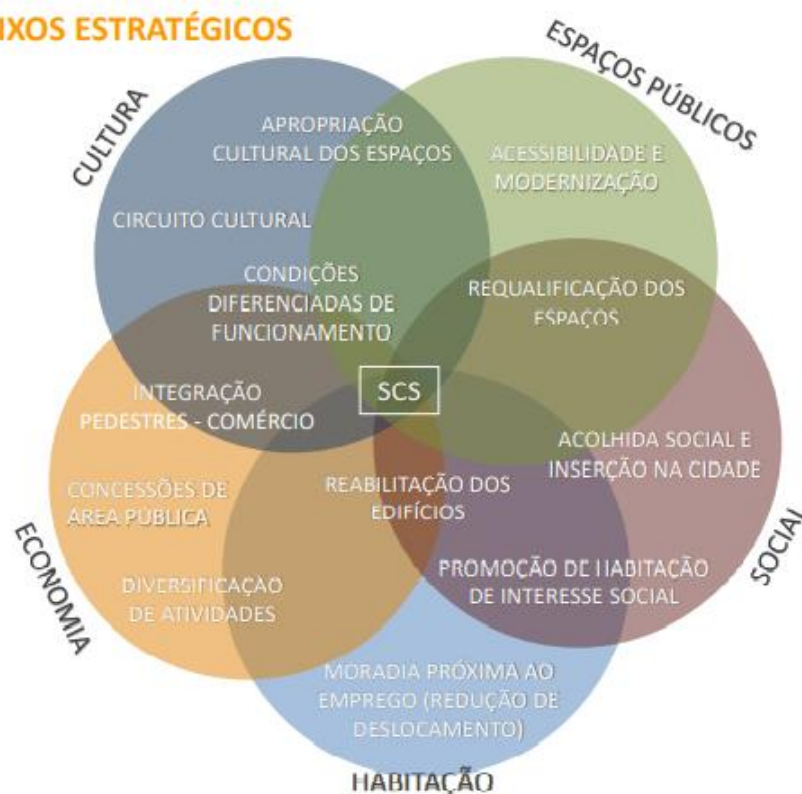 IXOS ESTRATÉGICOS
ESPAÇOS PÚBLICOS
CULTURA
APROPRIAÇÃO
CULTURAL DOS ESPAÇOS
ACESSIBILIDADE E
MODERNIZAÇÃO
CIRCUITO CULTURAL
CONDIÇÕES
DIFERENCIADAS DE
FUNCIONAMENTO
REQUALIFICAÇÃO DOS
ESPAÇOS
SCS
INTEGRAÇÃO
PEDESTRES - COMÉRCIO
ACOLHIDA SOCIAL E
INSERÇÃO NA CIDADE
CONCESSÕES DE
ÁREA PÚBLICA
REABILITAÇÃO DOS
EDIFÍCIOS
ECONOMIA
SOCIAL
DIVERSIFICAÇÃO
DE ATIVIDADES
PROMOÇÃO DE HABITAÇÃO
DE INTERESSE SOCIAL
MORADIA PRÓXIMA AO
EMPREGO (REDUÇÃO DE
DESLOCAMENTO)
HABITAÇÃO